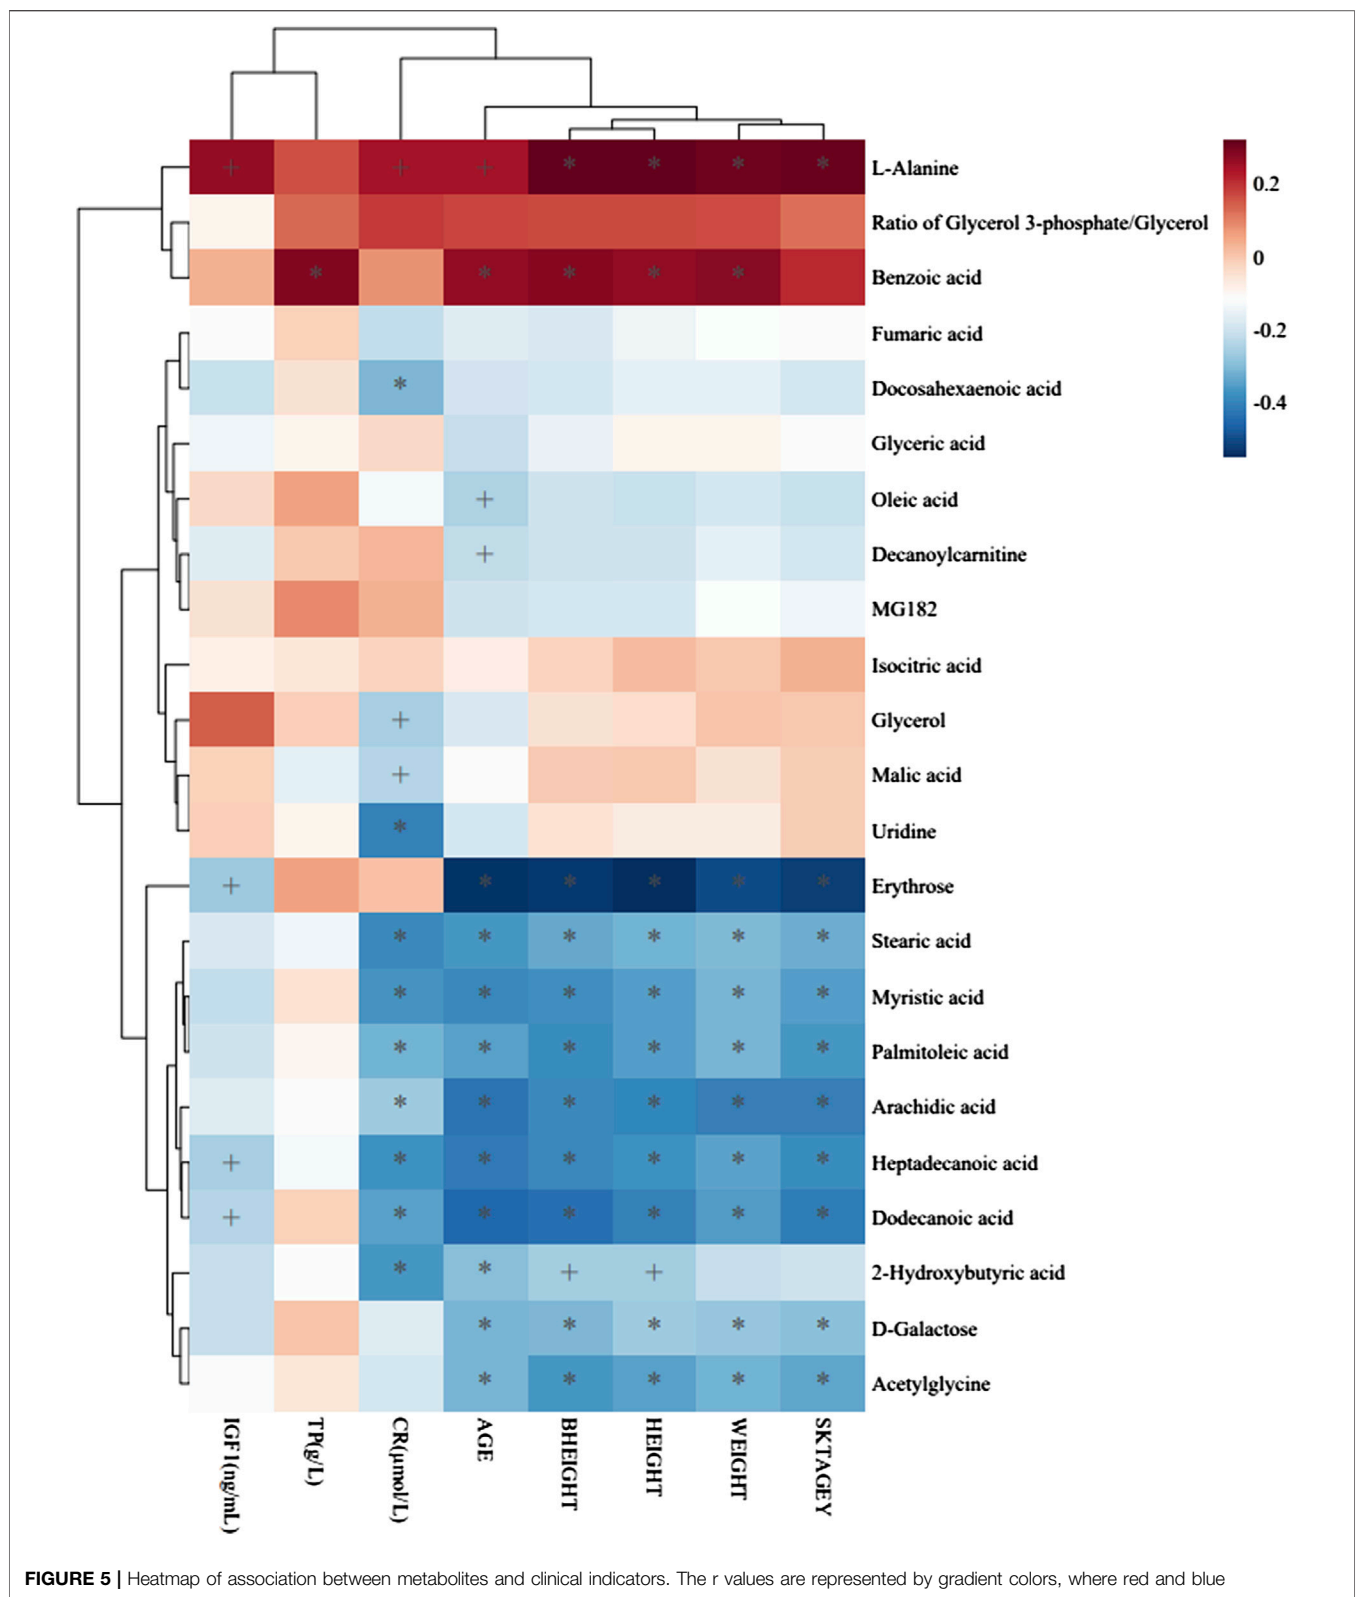 + + + * * * * L-Alanine
0.2
Ratio of Glycerol 3-phosphate/Glycerol
0
* * * * * Benzoic acid
Fumaric acid
-0.2
* Docosahexaenoic acid
-0.4
Glyceric acid
+ Oleic acid
+ Decanoylcarnitine
MG182
Isocitric acid
+ Glycerol
+ Malic acid
* Uridine
+ * * * * * Erythrose
* * * * * * Stearic acid
* * * * * * Myristic acid
* * * * * * Palmitoleic acid
* * * * * * Arachidic acid
+ * * * * * * Heptadecanoic acid
+ * * * * * * Dodecanoic acid
* * + + 2-Hydroxybutyric acid
* * * * * D-Galactose
* * * * * Acetylglycine
IGF1(ng/mL)
TP(g/L)
CR(μmol/L)
AGE
BHEIGHT
HEIGHT
WEIGHT
SKTAGEY
FIGURE 5 | Heatmap of association between metabolites and clinical indicators. The r values are represented by gradient colors, where red and blue